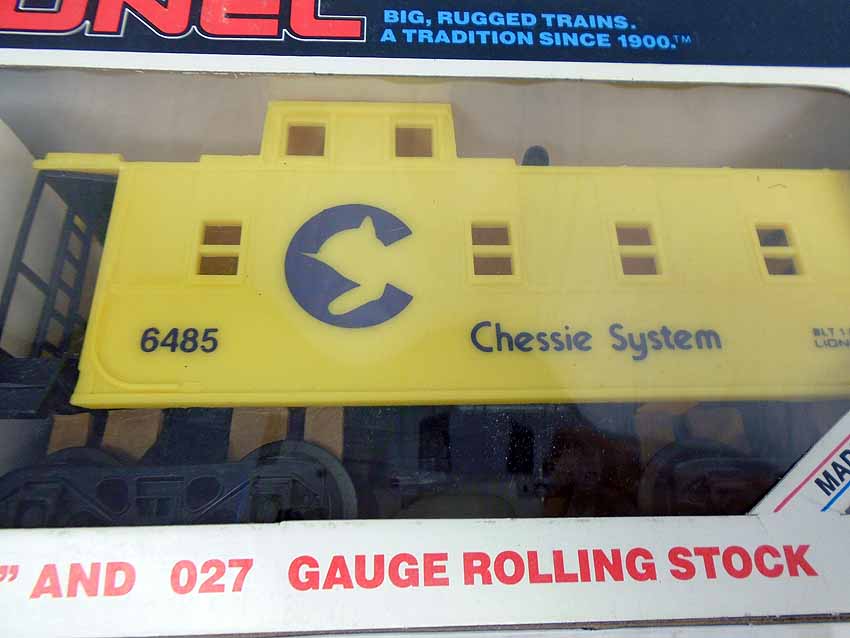 BIG, RUGGED TRAINS.
A TRADITION SINCE 1900.™
6485
Chessie System
” AND 027 GAUGE ROLLING STOCK